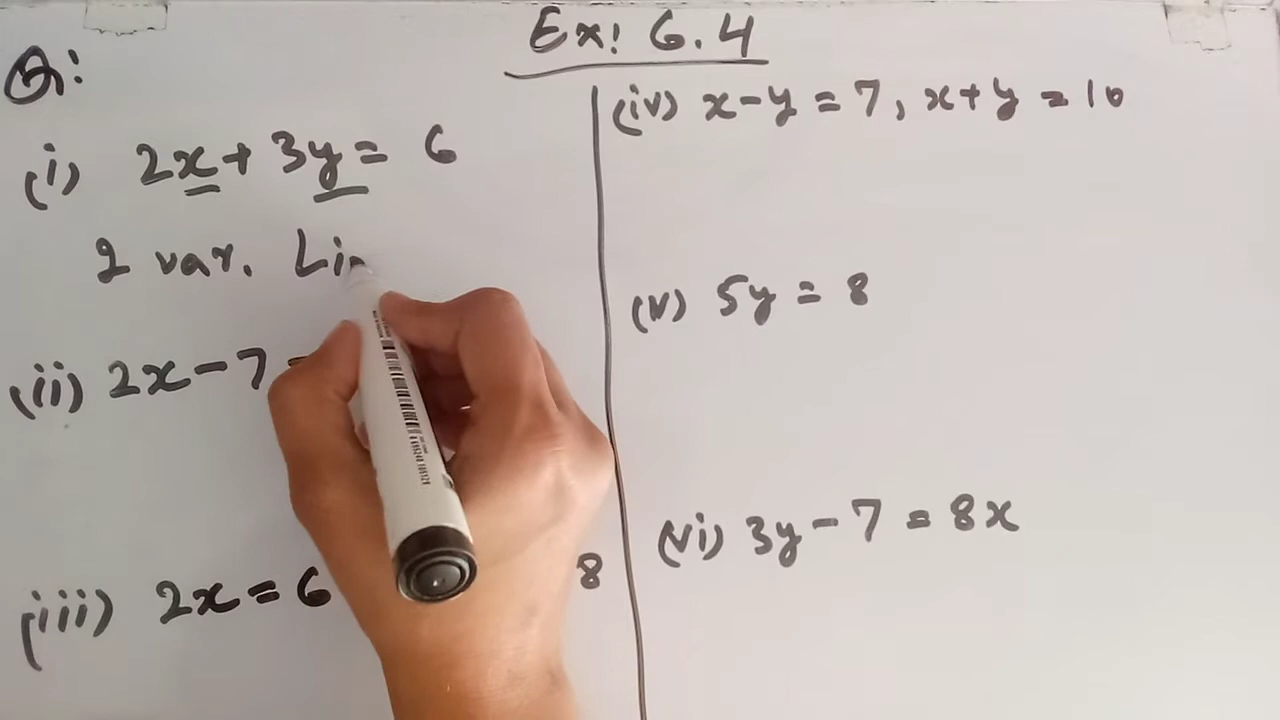 Ex: 6.4
Q:
(i) 2x + 3y = 6
2 var. Lin
(ii) 2x - 7
(iii) 2x = 6
8
(iv) x - y = 7, x + y = 10
(v) 5y = 8
(vi) 3y - 7 = 8x